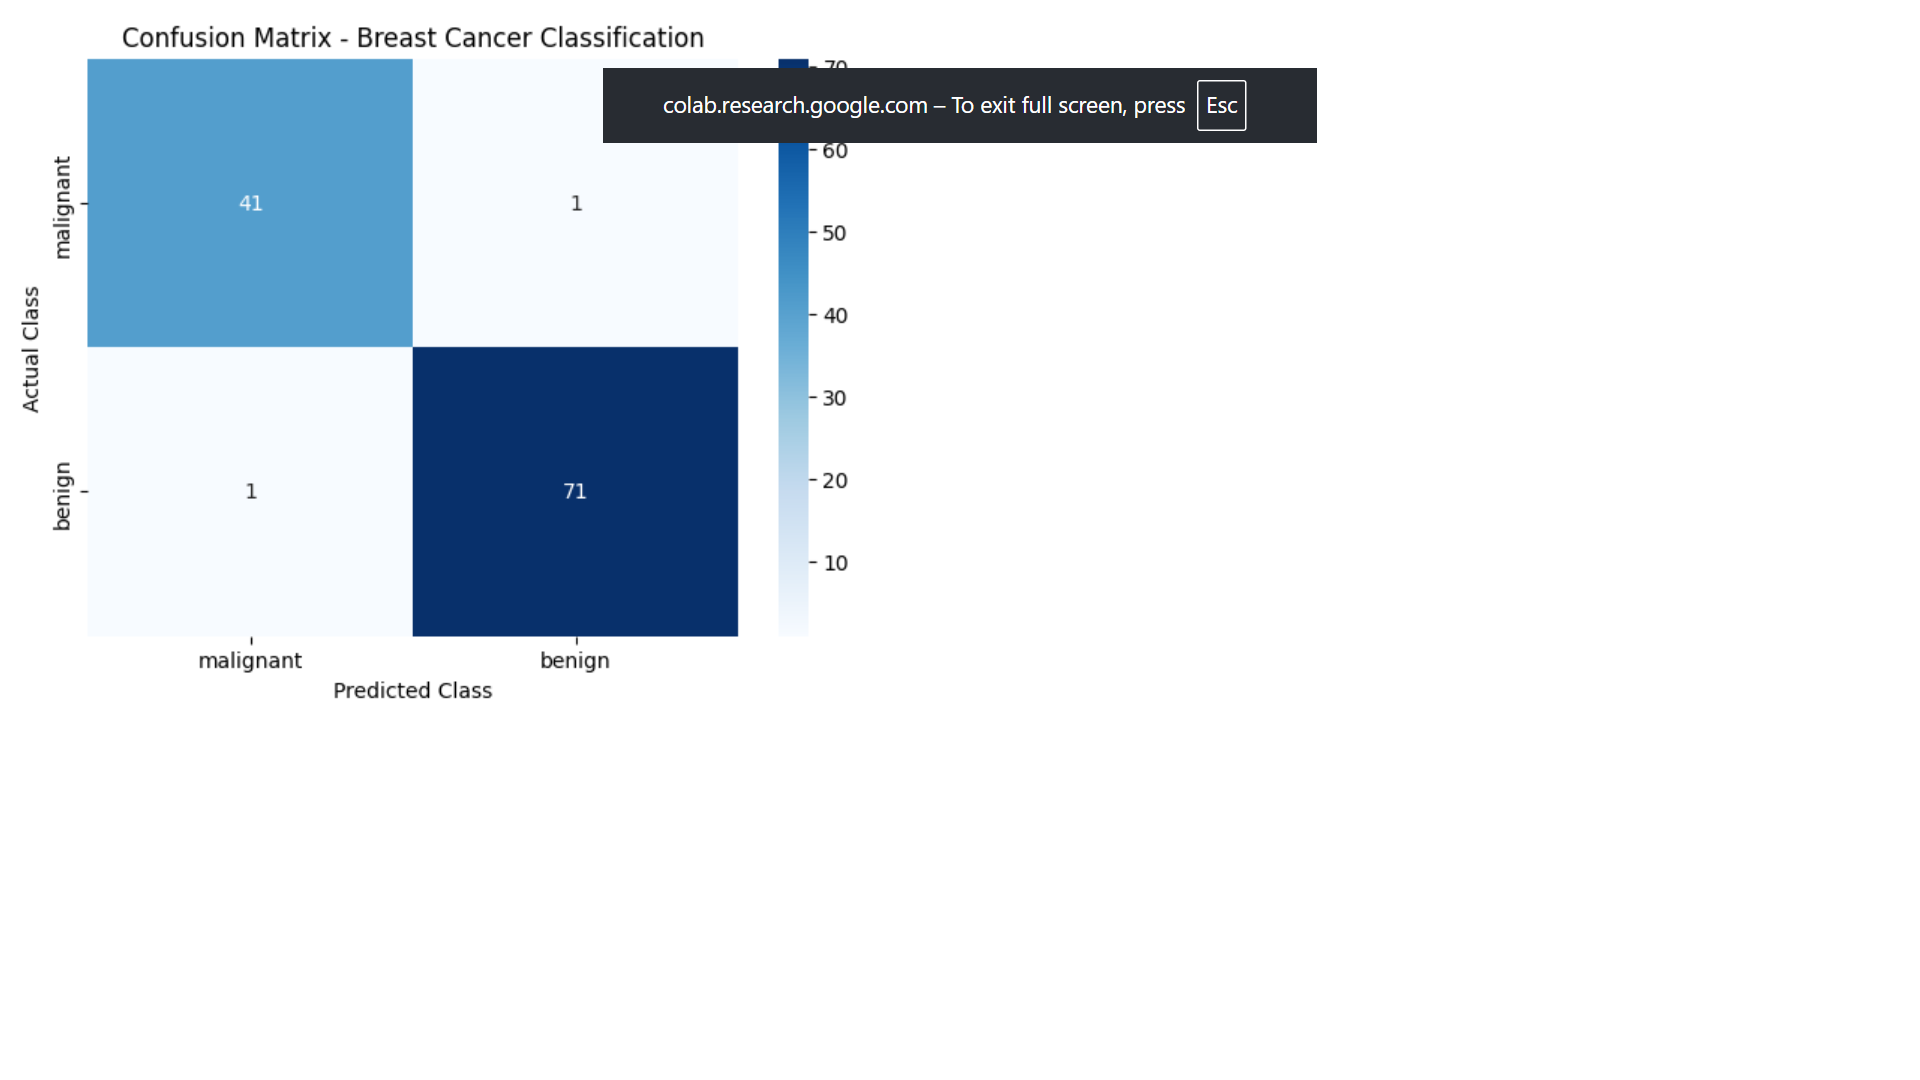 Confusion Matrix - Breast Cancer Classification
colab.research.google.com – To exit full screen, press Esc
70
60
50
40
30
20
10
Actual Class
malignant
41
1
benign
1
71
malignant
benign
Predicted Class